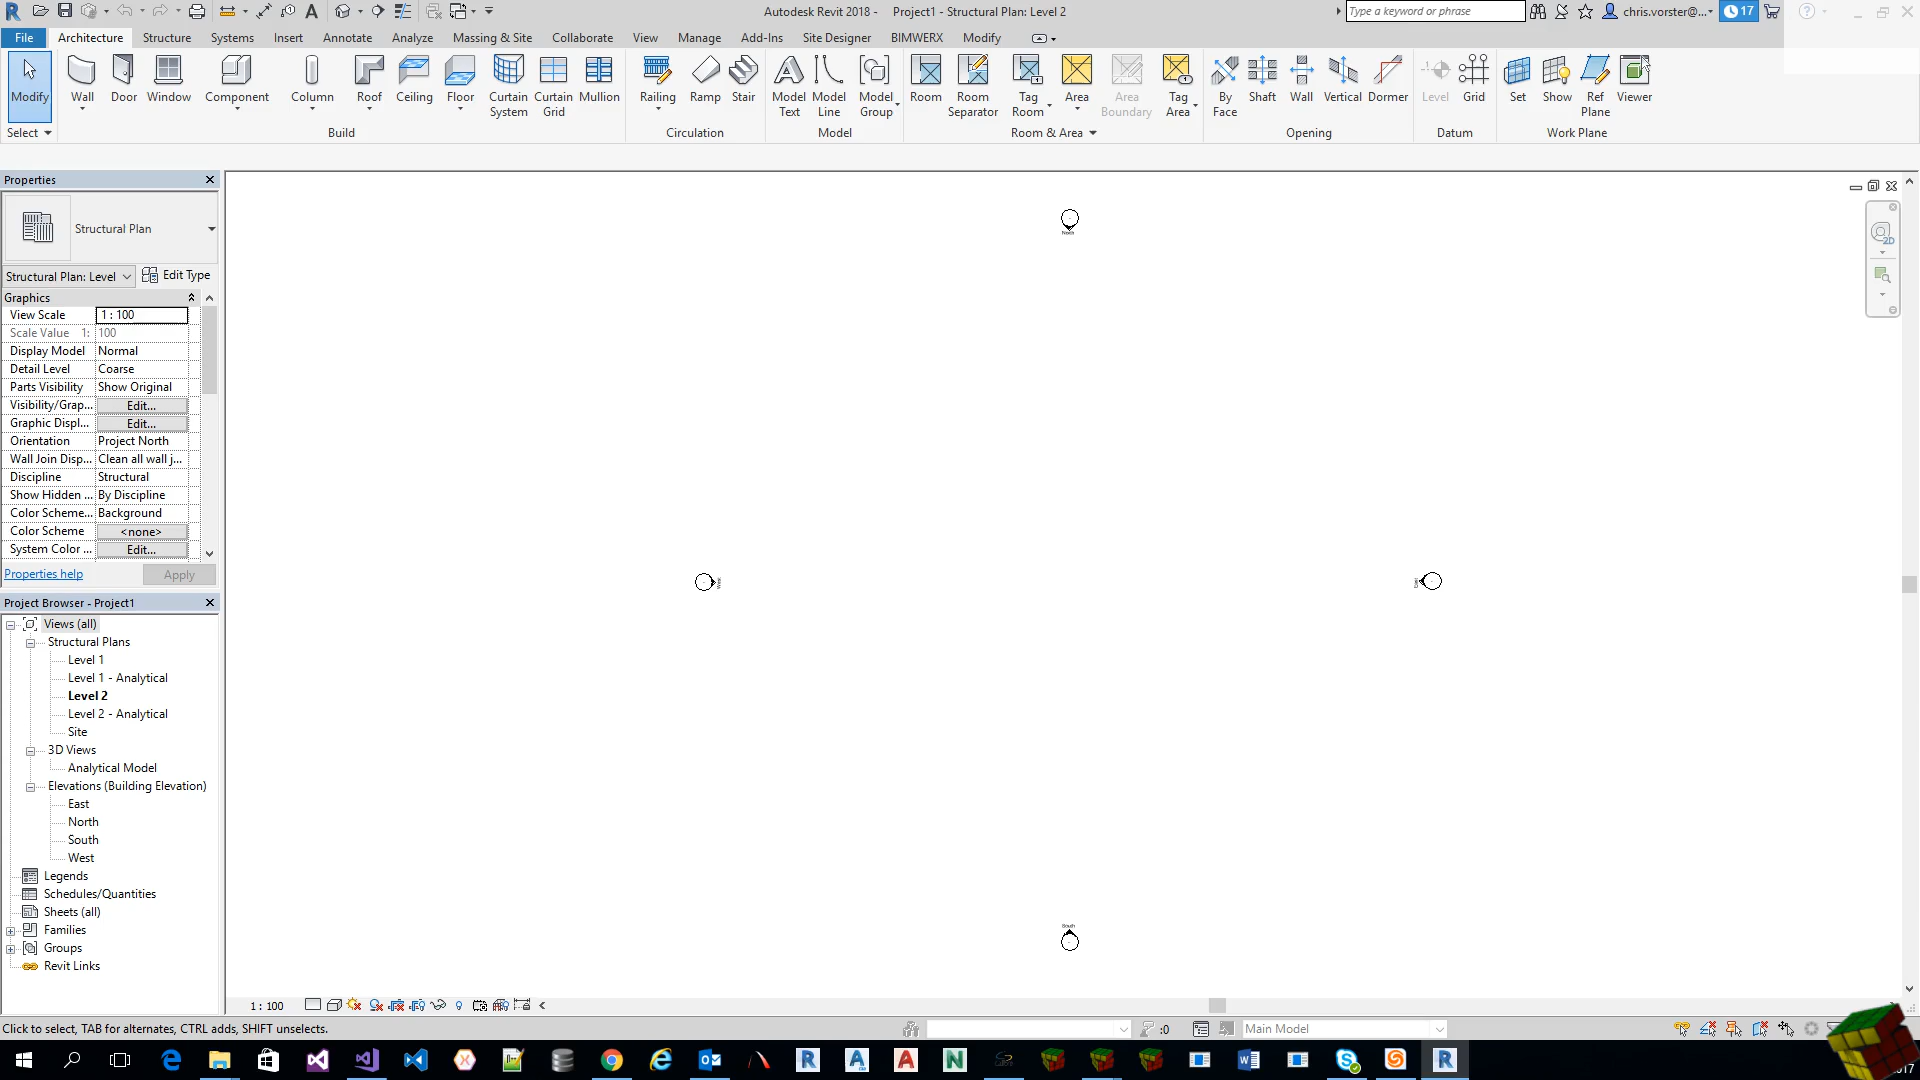 Autodesk Revit 2018 - Project1 - Structural Plan: Level 2
Type a keyword or phrase
chris.vorster@...
17
File Architecture Structure Systems Insert Annotate Analyze Massing & Site Collaborate View Manage Add-Ins Site Designer BIMWERX Modify
Modify Wall Door Window Component Column Roof Ceiling Floor Curtain System Curtain Grid Mullion Railing Ramp Stair Model Text Model Line Model Group Room Room Separator Tag Room Area Area Boundary Tag Area By Face Shaft Wall Vertical Dormer Level Grid Set Show Ref Plane Viewer
Select Build Circulation Model Room & Area Opening Datum Work Plane
Properties
Structural Plan
Structural Plan: Level
Edit Type
Graphics
View Scale 1 : 100
Scale Value 1: 100
Display Model Normal
Detail Level Coarse
Parts Visibility Show Original
Visibility/Grap... Edit...
Graphic Displ... Edit...
Orientation Project North
Wall Join Disp... Clean all wall j...
Discipline Structural
Show Hidden ... By Discipline
Color Scheme... Background
Color Scheme <none>
System Color ... Edit...
Properties help
Apply
Project Browser - Project1
Views (all)
Structural Plans
Level 1
Level 1 - Analytical
Level 2
Level 2 - Analytical
Site
3D Views
Analytical Model
Elevations (Building Elevation)
East
North
South
West
Legends
Schedules/Quantities
Sheets (all)
Families
Groups
Revit Links
North
South
2D
1 : 100
Click to select, TAB for alternates, CTRL adds, SHIFT unselects.
:0
Main Model